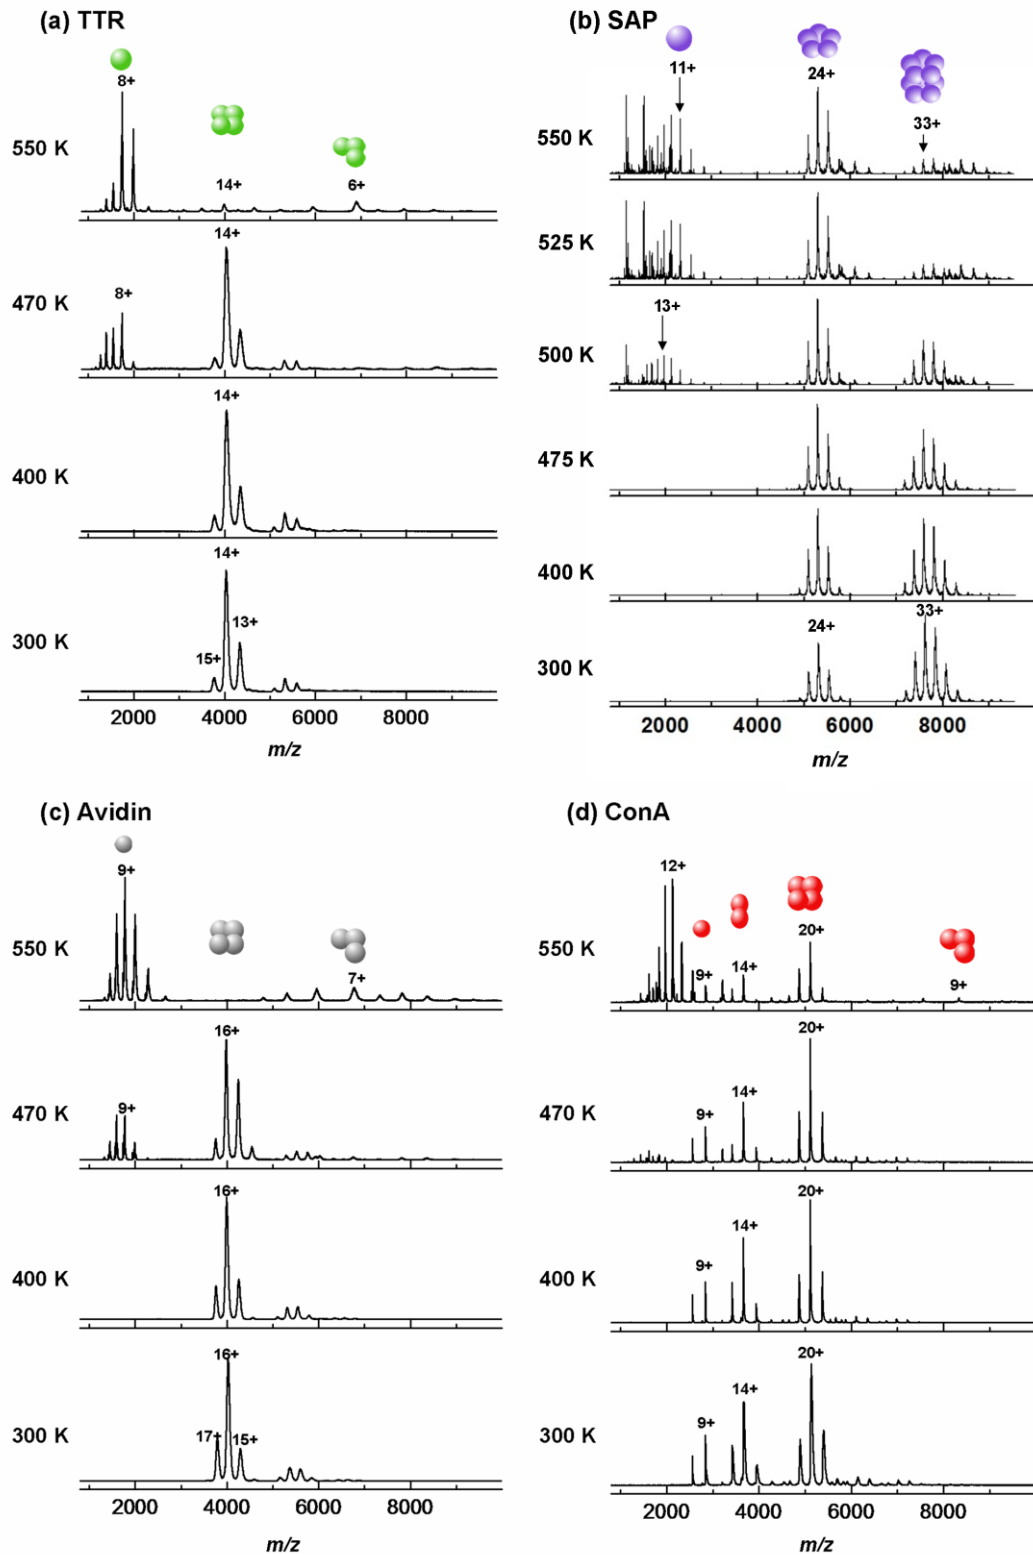 (a) TTR
8+
550 K
14+
6+
14+
470 K
8+
14+
400 K
14+
300 K
13+
15+
2000 4000 6000 8000
m/z
(b) SAP
11+
24+
33+
550 K
525 K
13+
500 K
475 K
400 K
33+
24+
300 K
2000 4000 6000 8000
m/z
(c) Avidin
9+
550 K
7+
16+
470 K
9+
16+
400 K
16+
300 K
17+
15+
2000 4000 6000 8000
m/z
(d) ConA
12+
20+
550 K
9+
14+
9+
20+
470 K
14+
9+
20+
400 K
14+
9+
20+
14+
300 K
9+
2000 4000 6000 8000
m/z